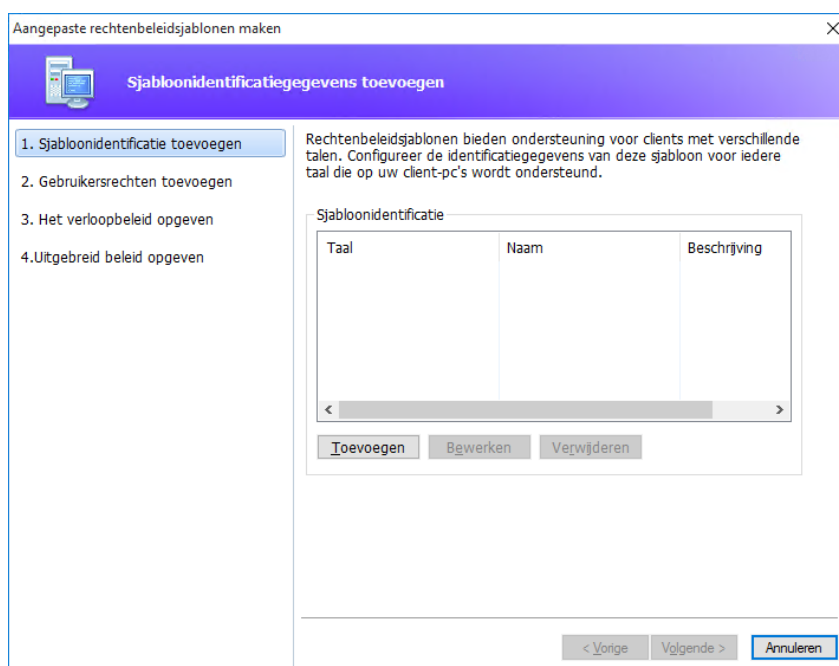 Aangepaste rechtenbeleidsjablonen maken
Sjabloonidentificatiegegevens toevoegen
1. Sjabloonidentificatie toevoegen
2. Gebruikersrechten toevoegen
3. Het verloopbeleid opgeven
4.Uitgebreid beleid opgeven
Rechtenbeleidsjablonen bieden ondersteuning voor clients met verschillende
talen. Configureer de identificatiegegevens van deze sjabloon voor iedere
taal die op uw client-pc's wordt ondersteund.
Sjabloonidentificatie
Taal Naam Beschrijving
Toevoegen Bewerken Verwijderen
< Vorige Volgende > Annuleren